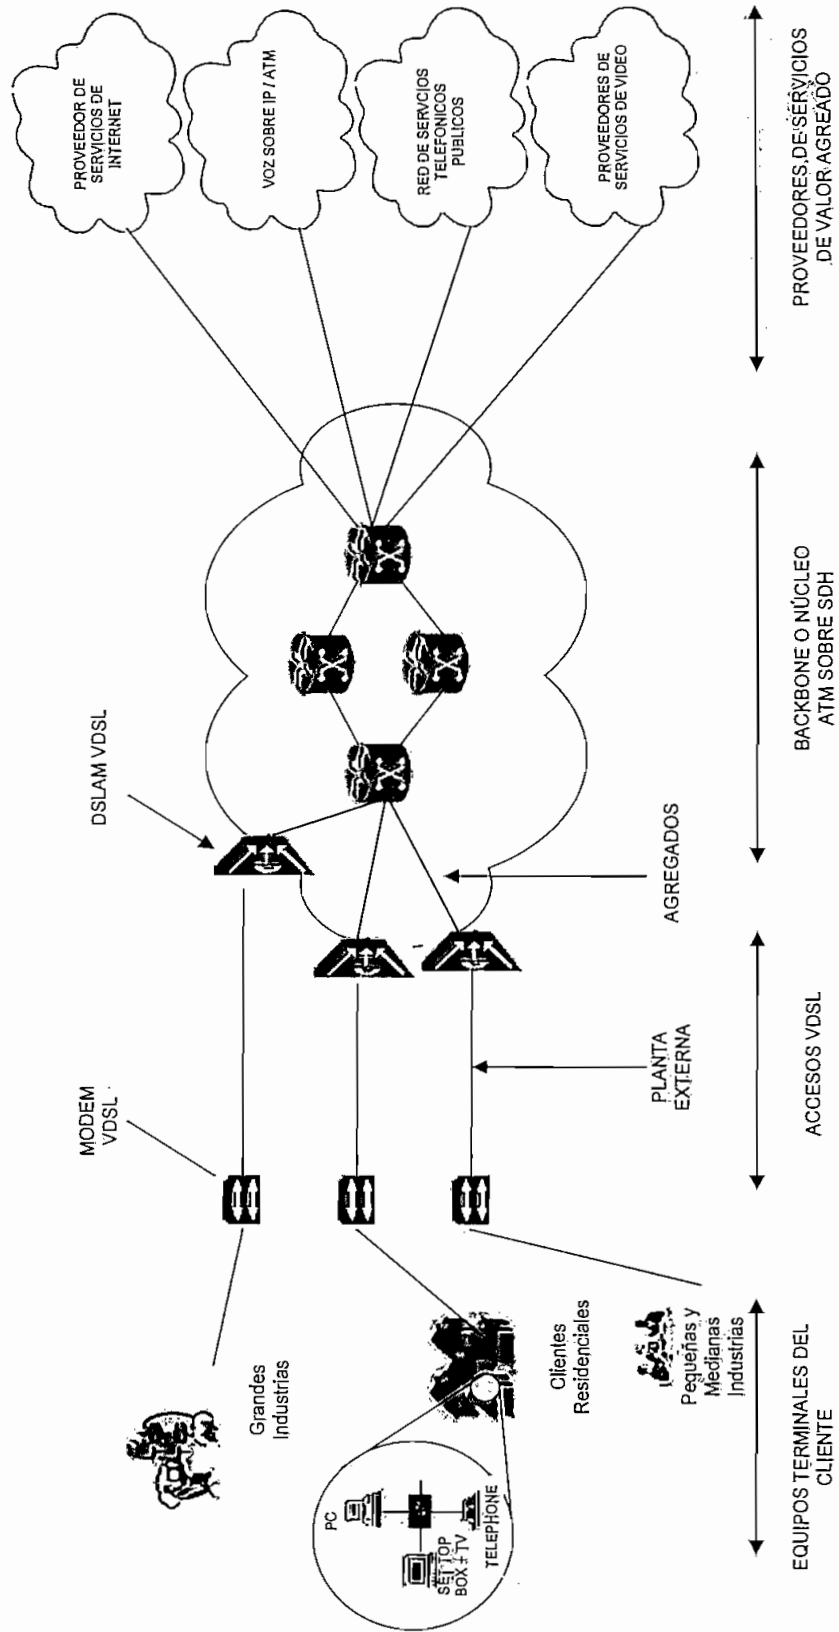 PROVEEDOR DE
SERVICIOS DE
INTERNET
VOZ SOBRE IP / ATM
RED DE SERVCIOS
TELEFONICOS
PUBLICOS
PROVEEDORES DE
SERVICIOS DE VIDEO
DSLAM VDSL
MODEM
VDSL
AGREGADOS
PLANTA
EXTERNA
Grandes
Industrias
PC
SET TOP
BOX + TV
TELEPHONE
Clientes
Residenciales
Pequeñas y
Medianas
Industrias
EQUIPOS TERMINALES DEL
CLIENTE
ACCESOS VDSL
BACKBONE O NÚCLEO
ATM SOBRE SDH
PROVEEDORES DE SERVICIOS
DE VALOR AGREADO